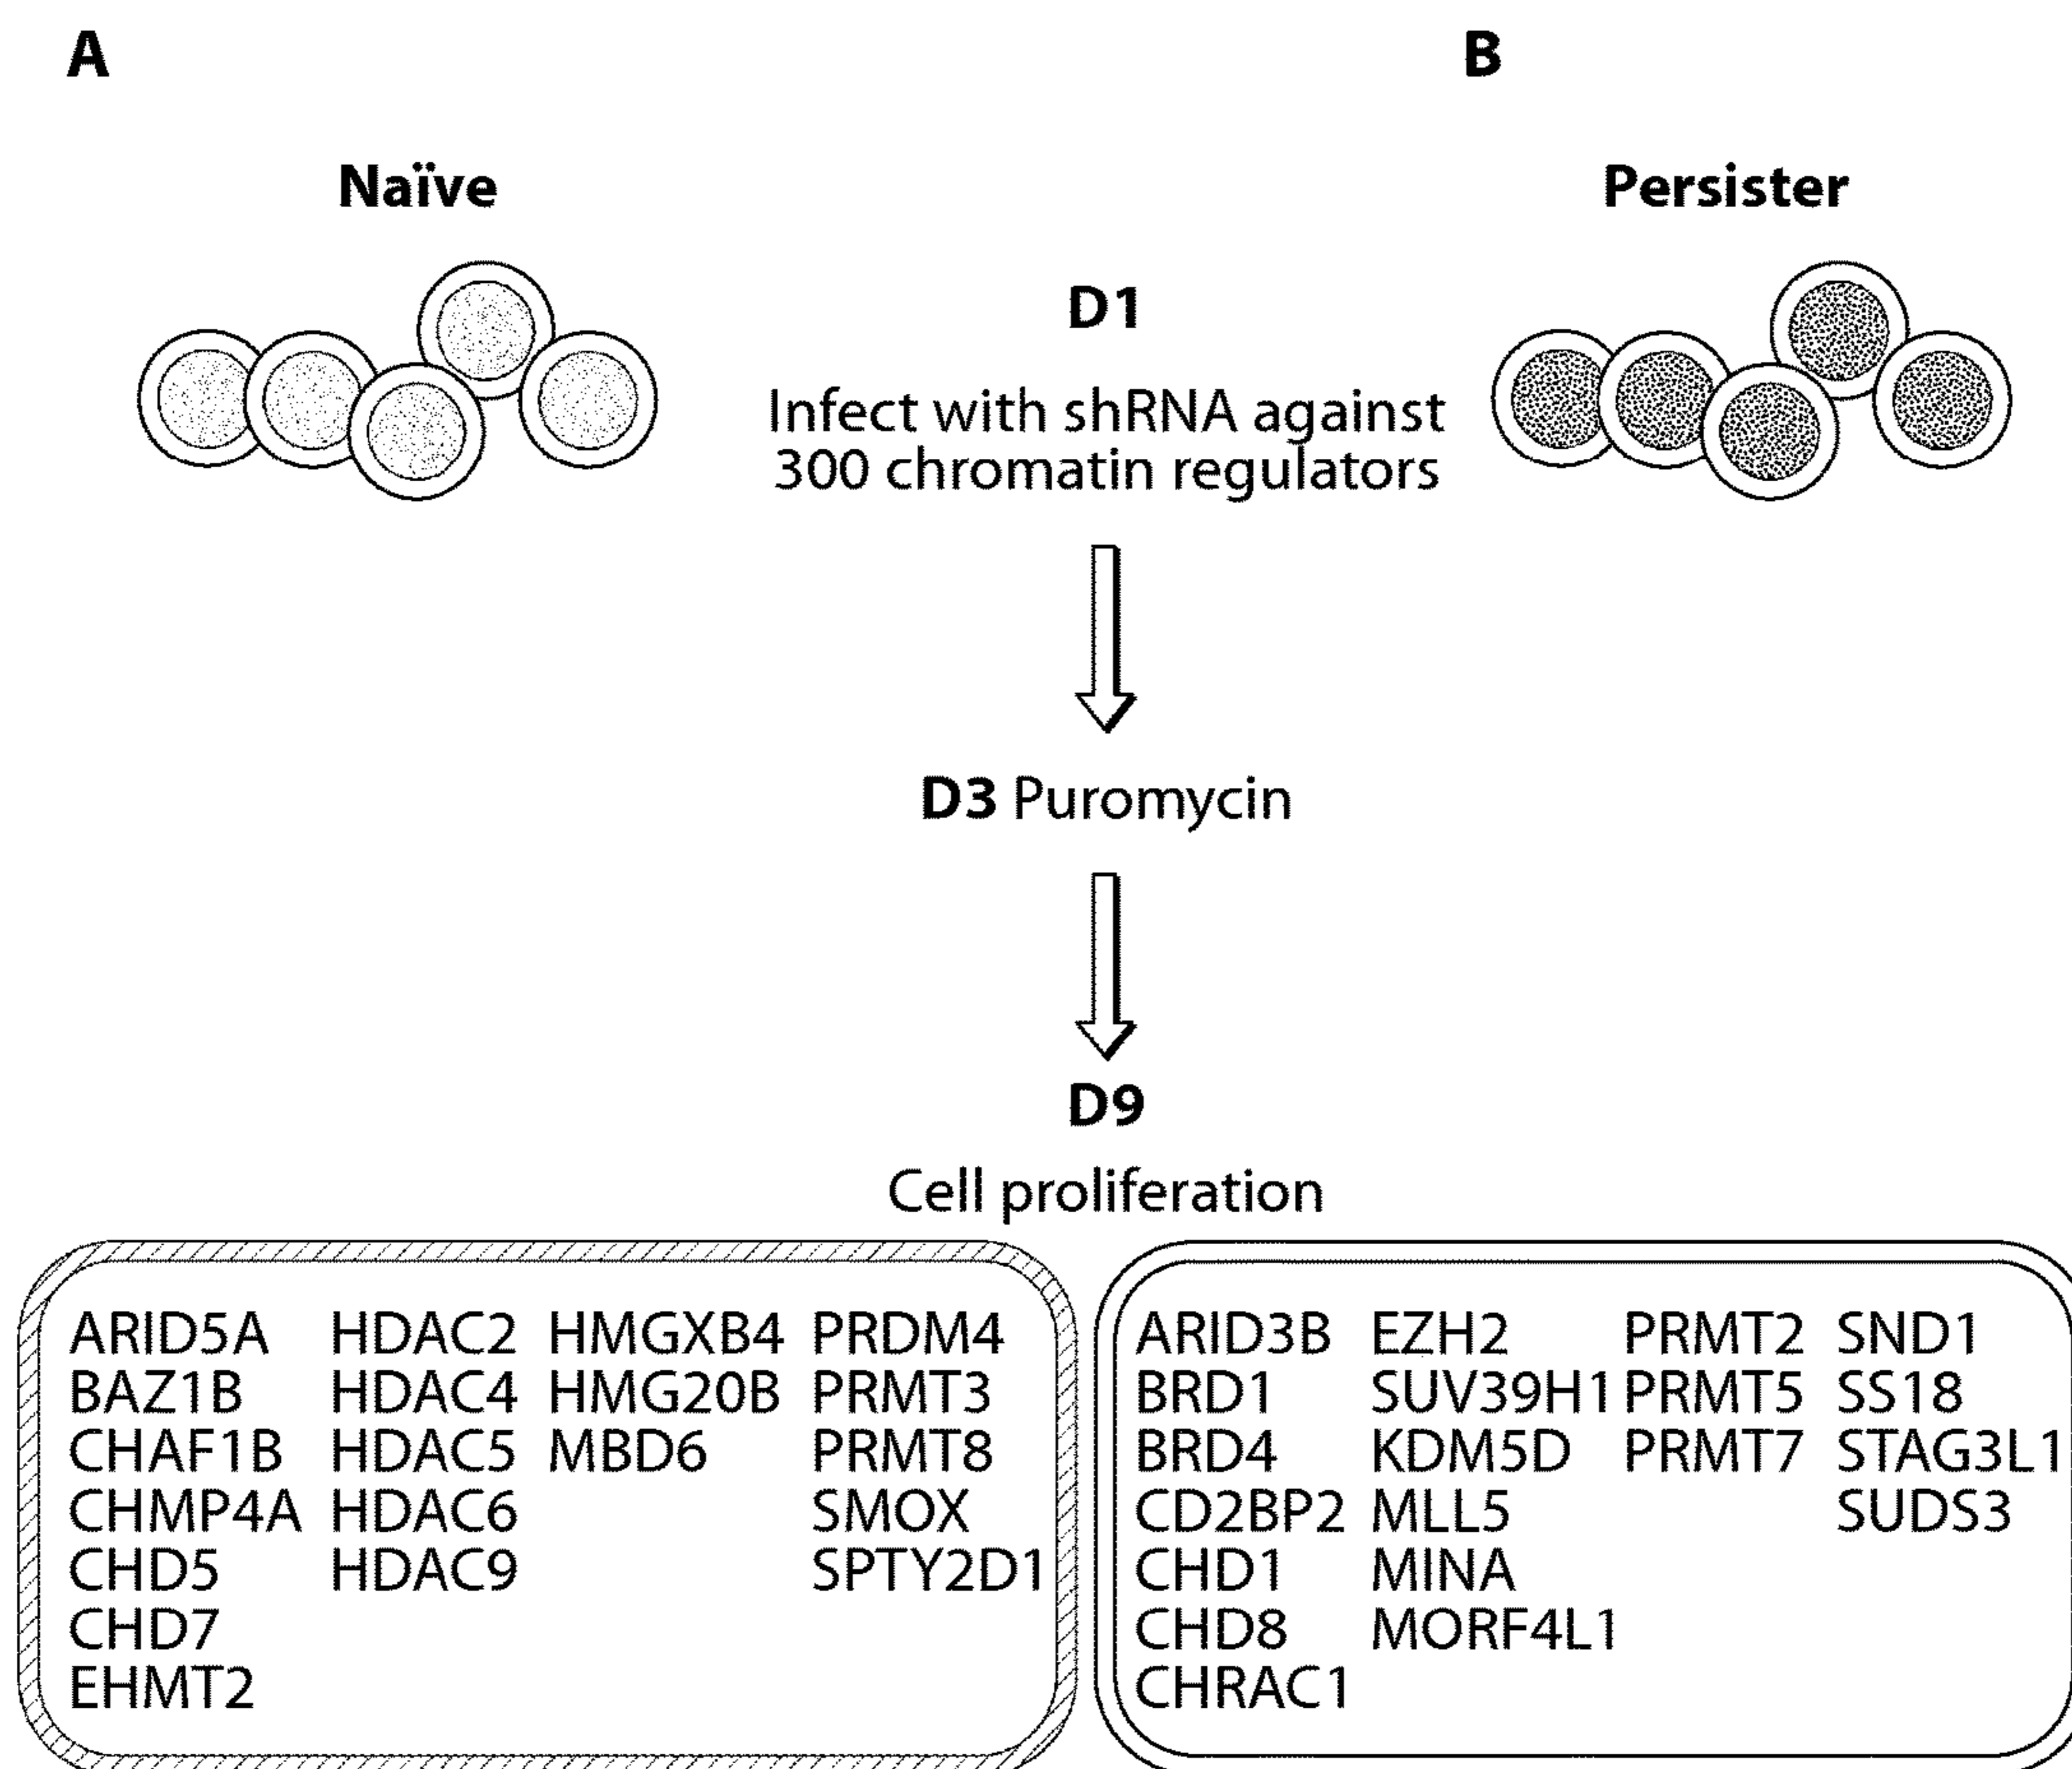 A
B
Naïve
Persister
D1
Infect with shRNA against
300 chromatin regulators
D3 Puromycin
D9
Cell proliferation
ARID5A HDAC2 HMGXB4 PRDM4
BAZ1B HDAC4 HMG20B PRMT3
CHAF1B HDAC5 MBD6 PRMT8
CHMP4A HDAC6 SMOX
CHD5 HDAC9 SPTY2D1
CHD7
EHMT2
ARID3B EZH2 PRMT2 SND1
BRD1 SUV39H1 PRMT5 SS18
BRD4 KDM5D PRMT7 STAG3L1
CD2BP2 MLL5 SUDS3
CHD1 MINA
CHD8 MORF4L1
CHRAC1